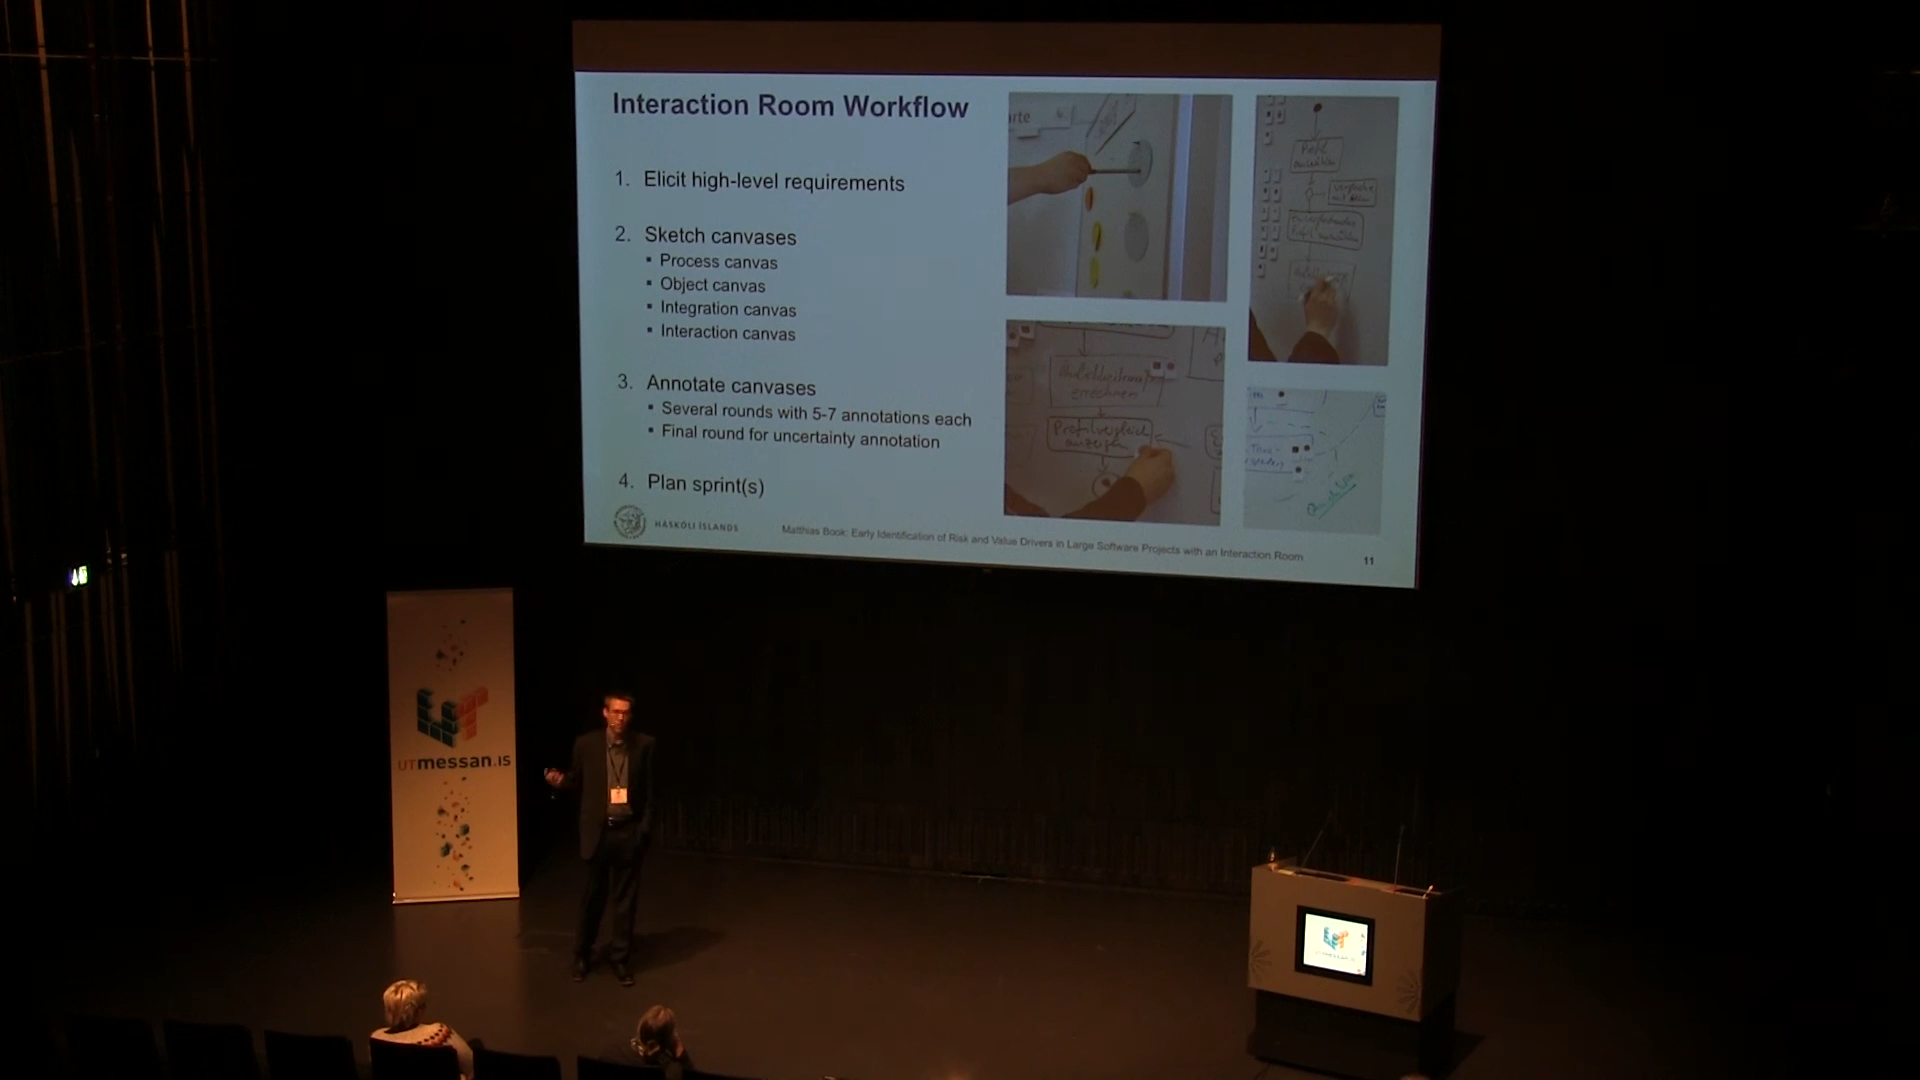 Interaction Room Workflow
1. Elicit high-level requirements
2. Sketch canvases
▪ Process canvas
▪ Object canvas
▪ Integration canvas
▪ Interaction canvas
3. Annotate canvases
▪ Several rounds with 5-7 annotations each
▪ Final round for uncertainty annotation
4. Plan sprint(s)
HÁSKÓLI ÍSLANDS
Matthias Book: Early Identification of Risk and Value Drivers in Large Software Projects with an Interaction Room
11
Profilvergleich
anzeigen
UTmessan.is